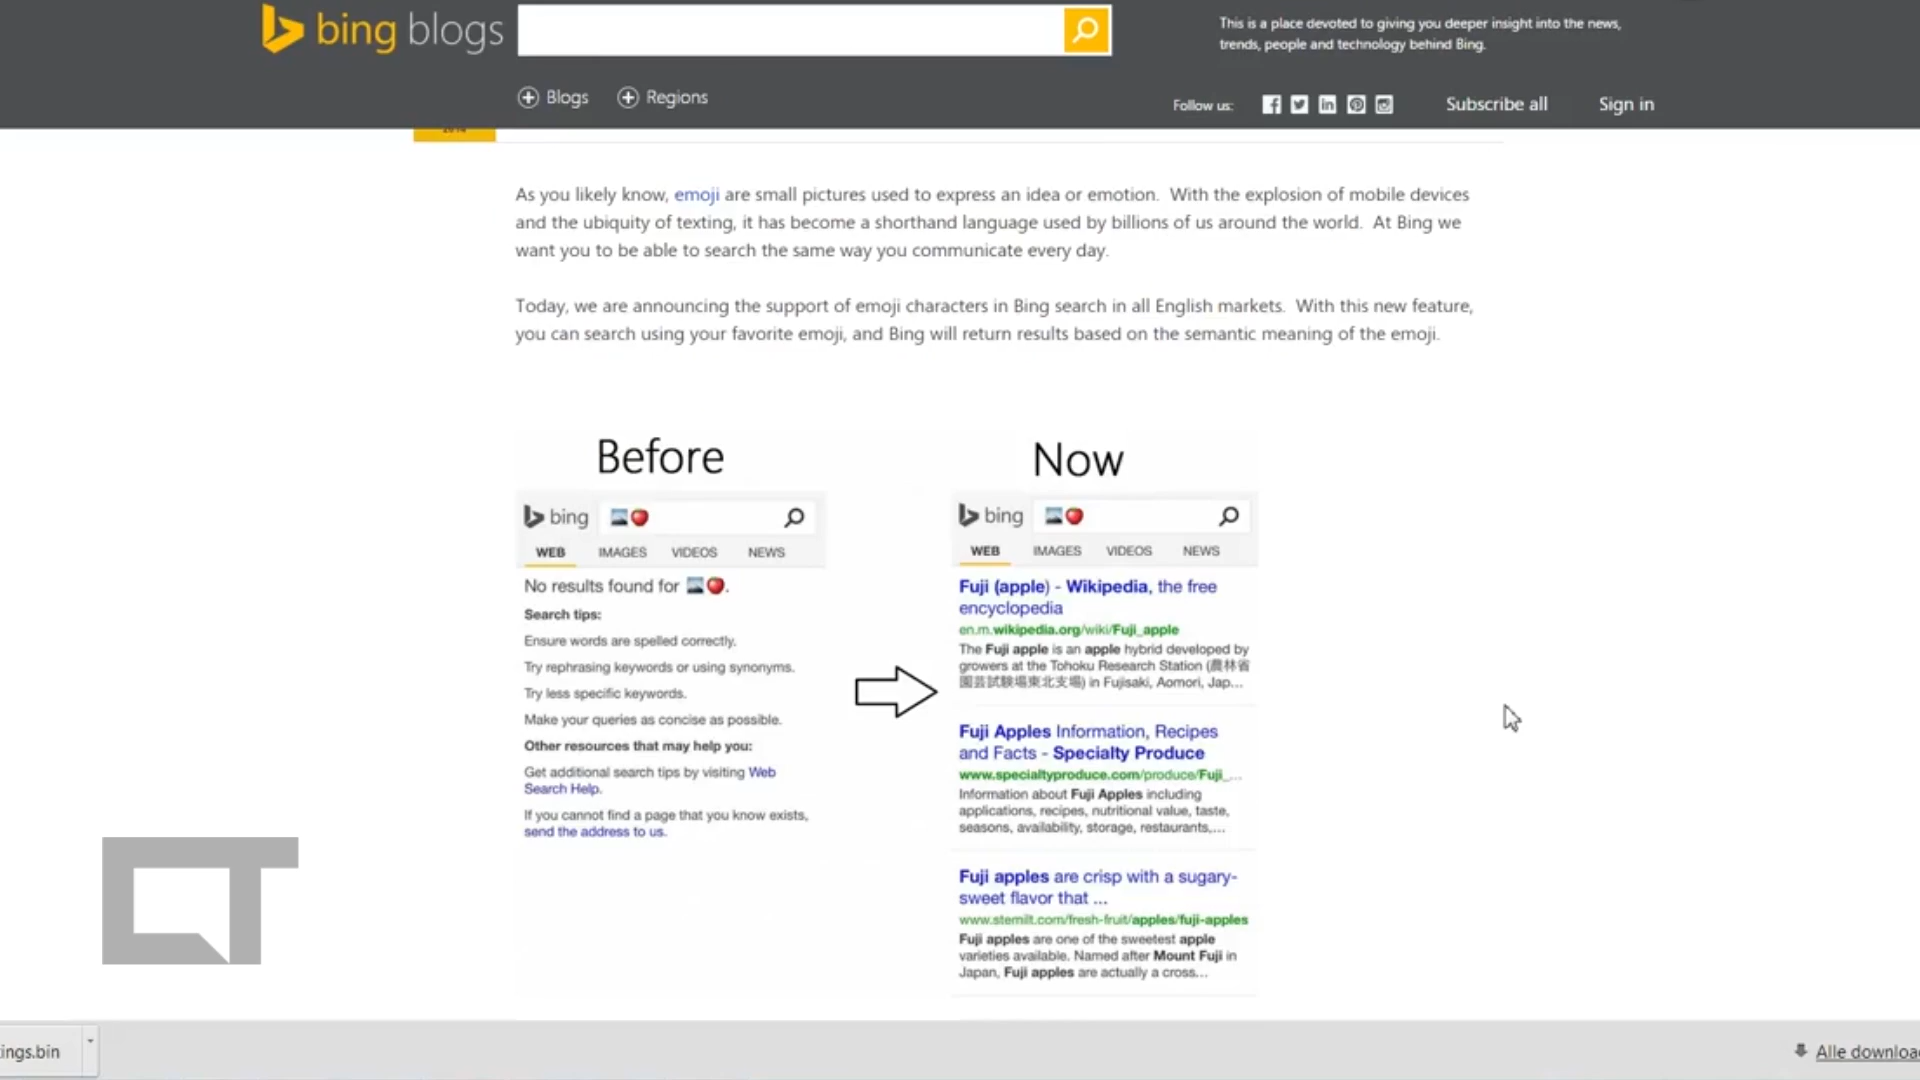 bing blogs
This is a place devoted to giving you deeper insight into the news,
trends, people and technology behind Bing.
Blogs Regions
Follow us: Subscribe all Sign in
2014
As you likely know, emoji are small pictures used to express an idea or emotion. With the explosion of mobile devices
and the ubiquity of texting, it has become a shorthand language used by billions of us around the world. At Bing we
want you to be able to search the same way you communicate every day.
Today, we are announcing the support of emoji characters in Bing search in all English markets. With this new feature,
you can search using your favorite emoji, and Bing will return results based on the semantic meaning of the emoji.
Before
bing
WEB IMAGES VIDEOS NEWS
No results found for 🗻🍎.
Search tips:
Ensure words are spelled correctly.
Try rephrasing keywords or using synonyms.
Try less specific keywords.
Make your queries as concise as possible.
Other resources that may help you:
Get additional search tips by visiting Web
Search Help.
If you cannot find a page that you know exists,
send the address to us.
Now
bing
WEB IMAGES VIDEOS NEWS
Fuji (apple) - Wikipedia, the free
encyclopedia
en.m.wikipedia.org/wiki/Fuji_apple
The Fuji apple is an apple hybrid developed by
growers at the Tohoku Research Station (農林省
園芸試験場東北支場) in Fujisaki, Aomori, Jap...
Fuji Apples Information, Recipes
and Facts - Specialty Produce
www.specialtyproduce.com/produce/Fuji_...
Information about Fuji Apples including
applications, recipes, nutritional value, taste,
seasons, availability, storage, restaurants,...
Fuji apples are crisp with a sugary-
sweet flavor that ...
www.stemilt.com/fresh-fruit/apples/fuji-apples
Fuji apples are one of the sweetest apple
varieties available. Named after Mount Fuji in
Japan, Fuji apples are actually a cross...
CT
ings.bin
Alle downloa